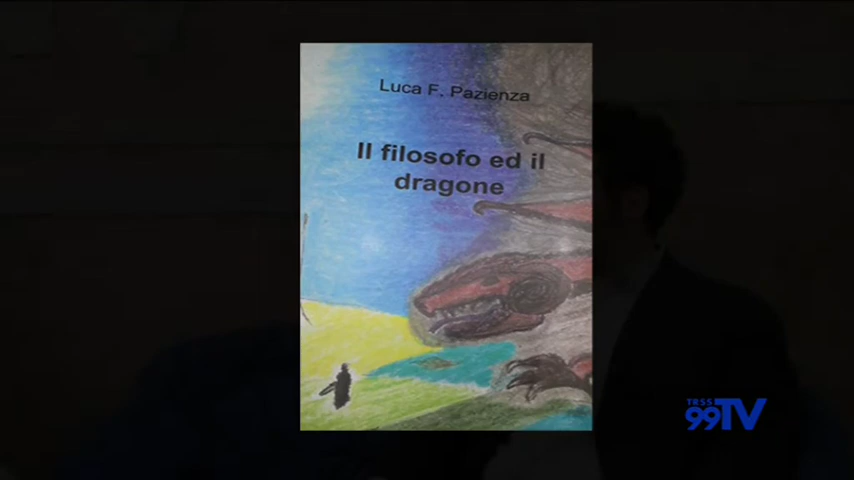 Luca F. Pazienza
Il filosofo ed il
dragone
TRSS
99TV